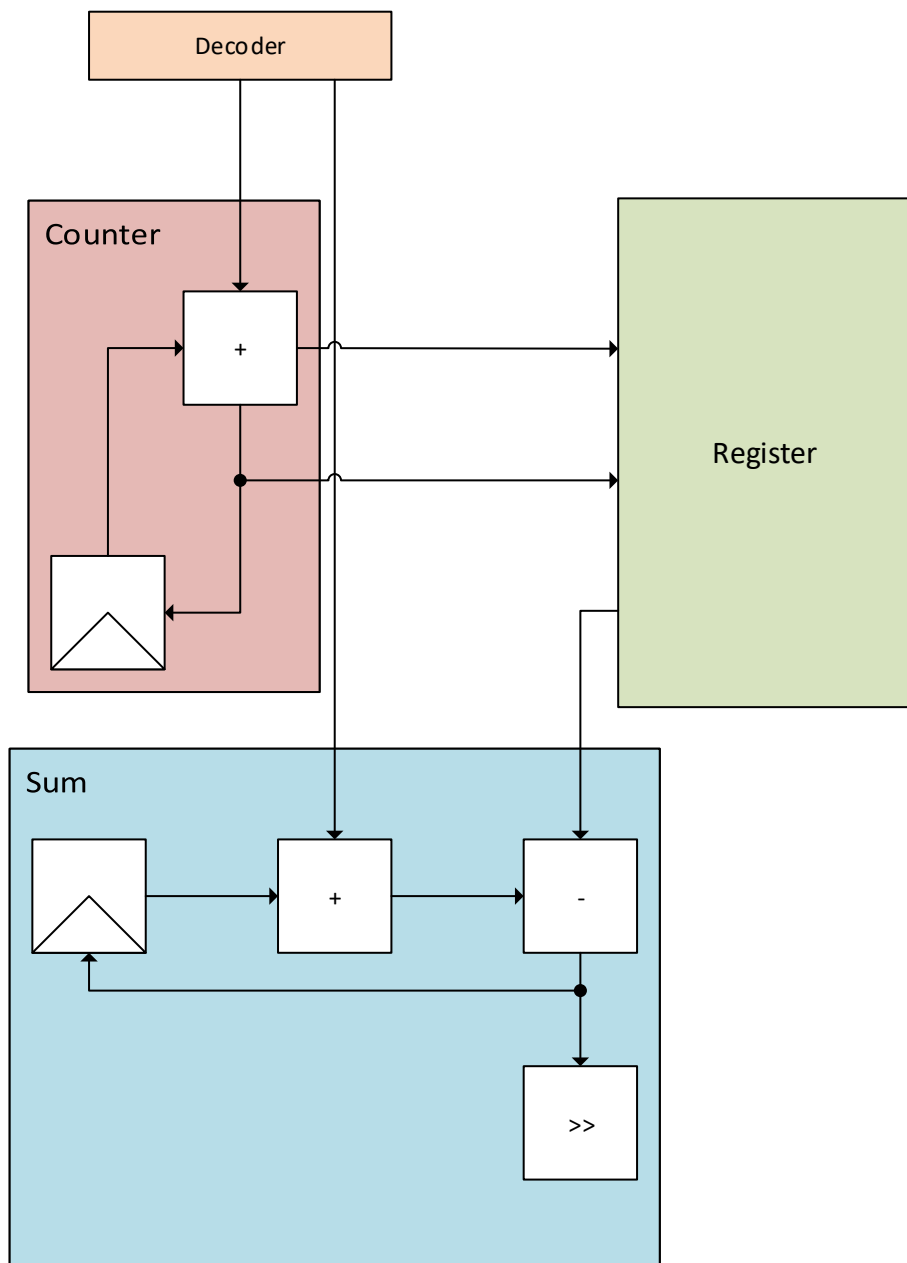 Decoder
Counter
+
Register
Sum
+
-
>>